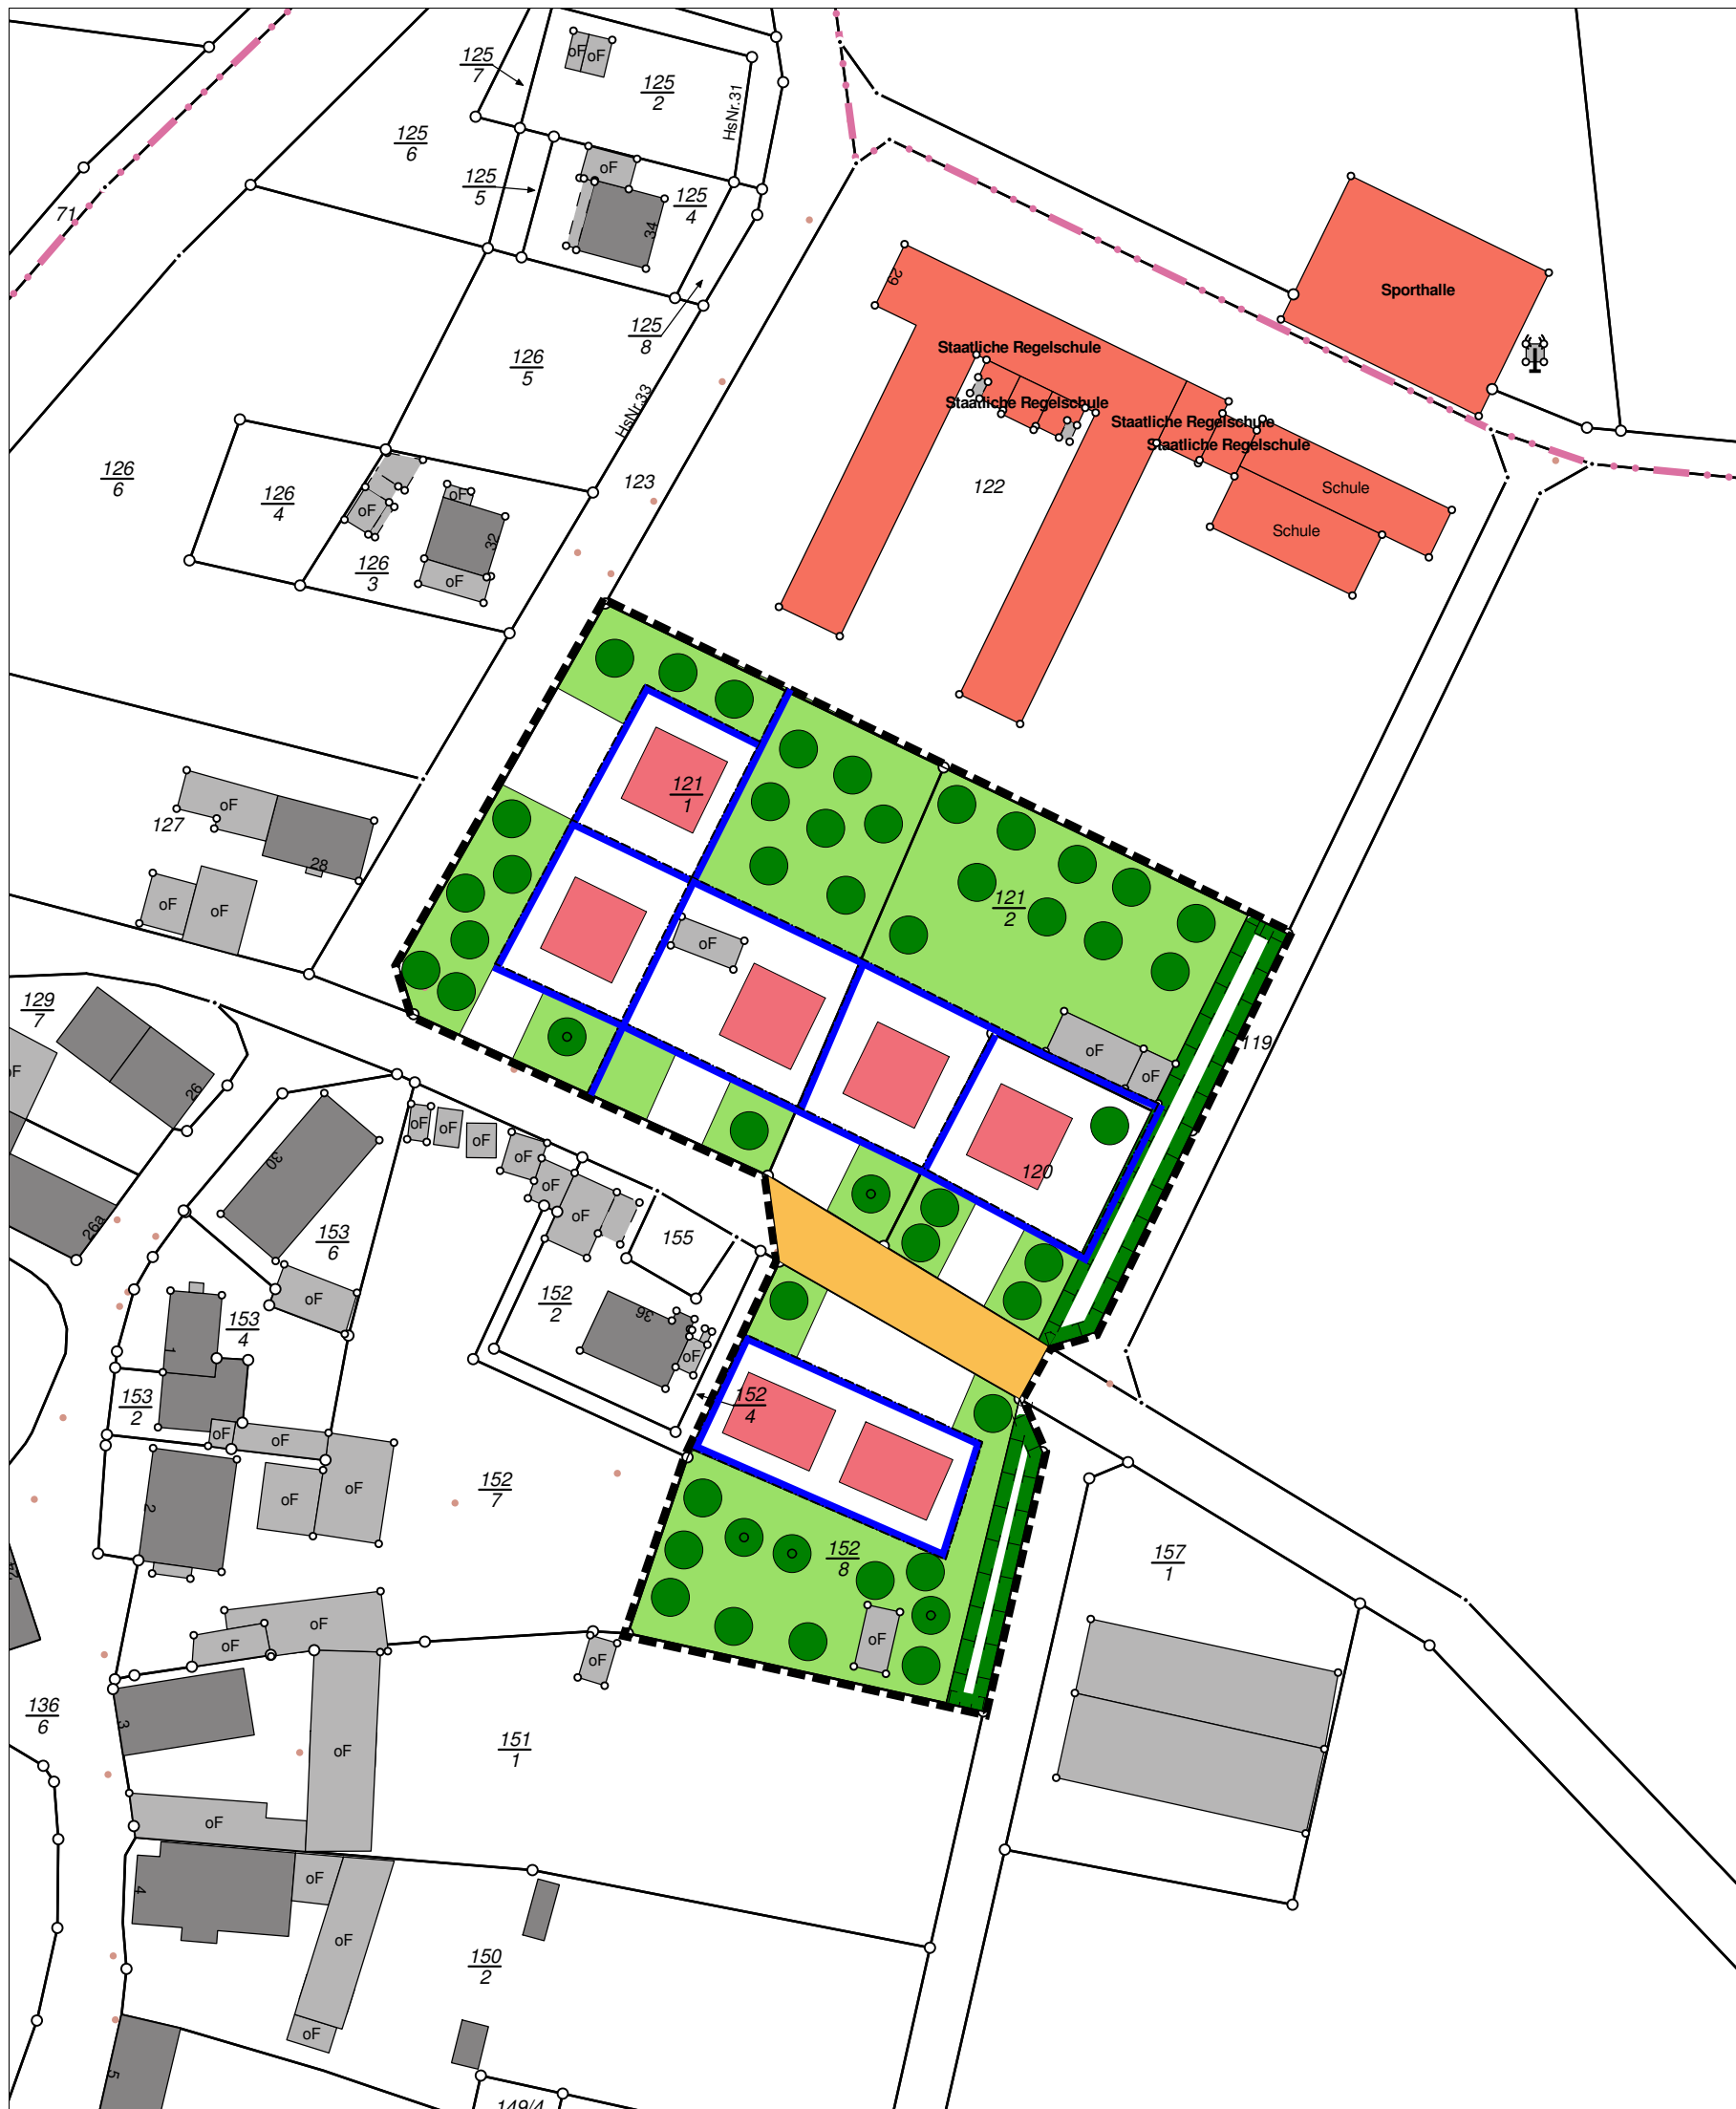 oF
oF
125
7
125
2
HsNr.31
125
6
oF
125
5
125
4
34
71
29
Sporthalle
125
8
Staatliche Regelschule
126
5
Staatliche Regelschule
HsNr.33
Staatliche Regelschule
Staatliche Regelschule
126
6
123
122
Schule
126
4
oF
oF
32
Schule
126
3
oF
121
1
oF
127
28
oF
oF
121
2
oF
129
7
119
oF
oF
oF
26
oF
oF
oF
oF
30
oF
120
26a
oF
153
6
155
oF
152
2
36
153
4
1
oF
152
4
153
2
oF
oF
152
7
oF
oF
2
152
8
157
1
oF
oF
oF
oF
136
6
3
151
1
oF
oF
4
oF
oF
150
2
oF
5
149/4